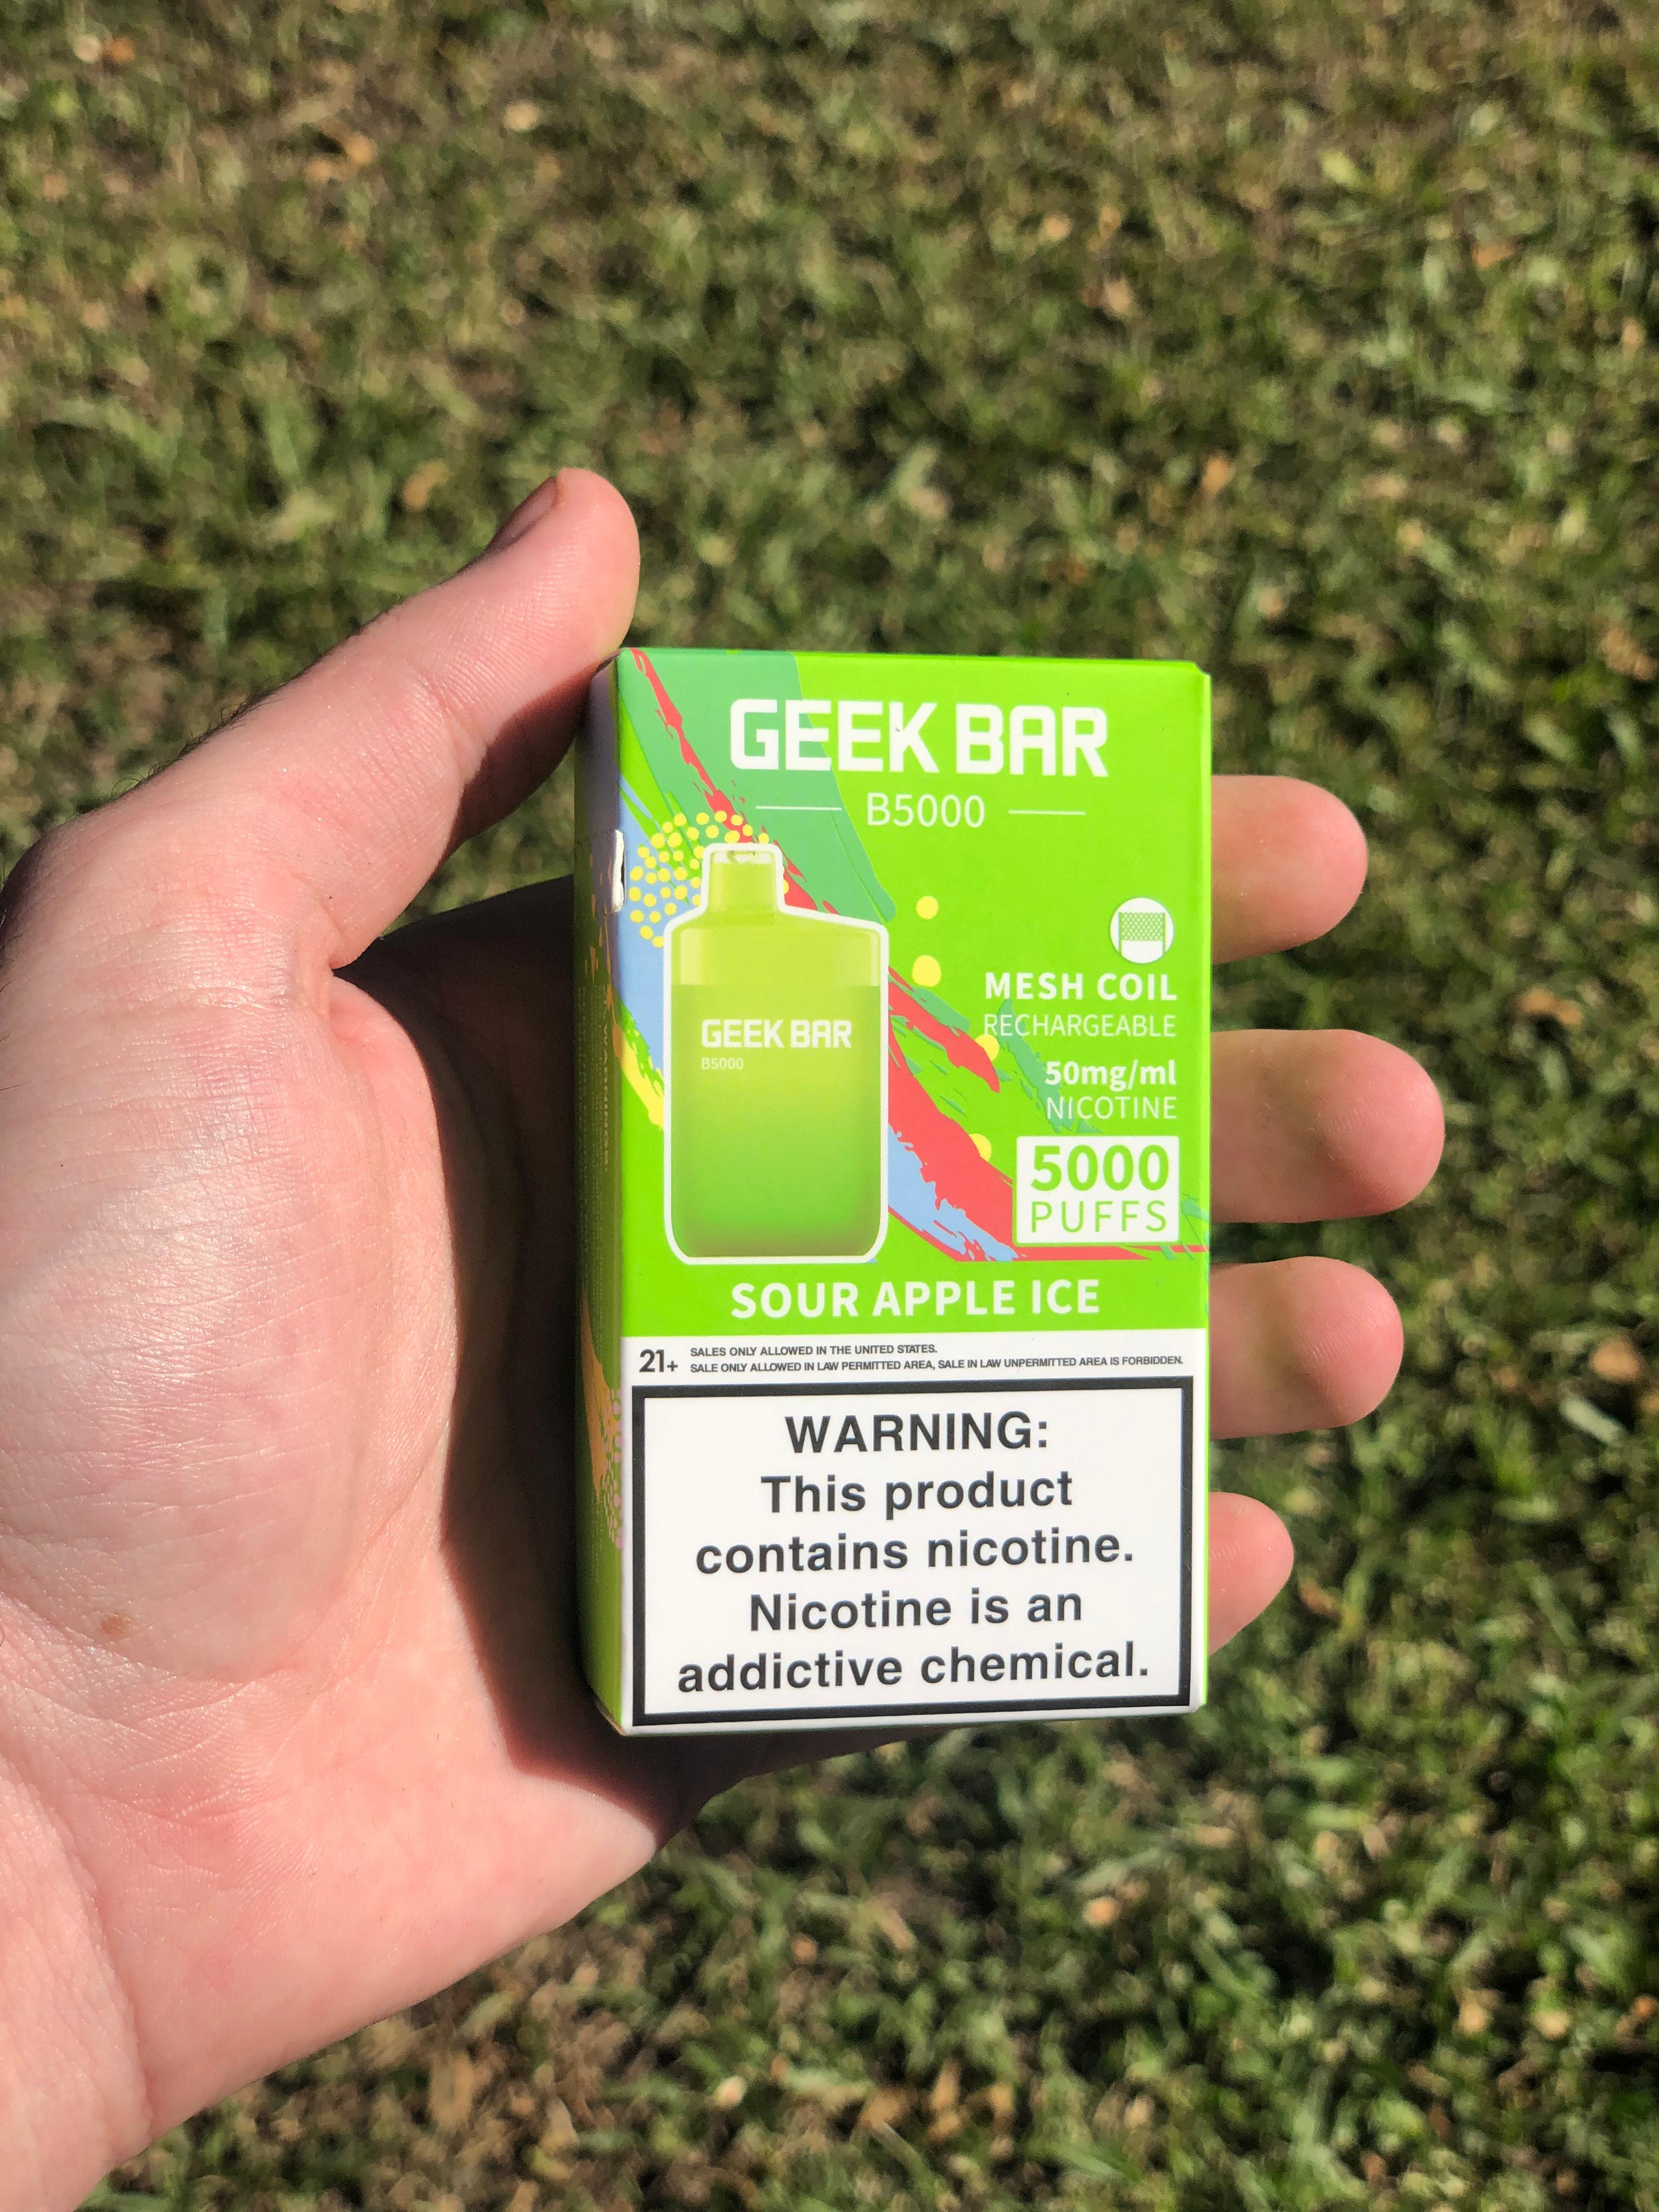 GEEK BAR
B5000
GEEK BAR
B5000
MESH COIL
RECHARGEABLE
50mg/ml
NICOTINE
5000
PUFFS
SOUR APPLE ICE
21+
SALES ONLY ALLOWED IN THE UNITED STATES.
SALE ONLY ALLOWED IN LAW PERMITTED AREA, SALE IN LAW UNPERMITTED AREA IS FORBIDDEN.
WARNING:
This product
contains nicotine.
Nicotine is an
addictive chemical.